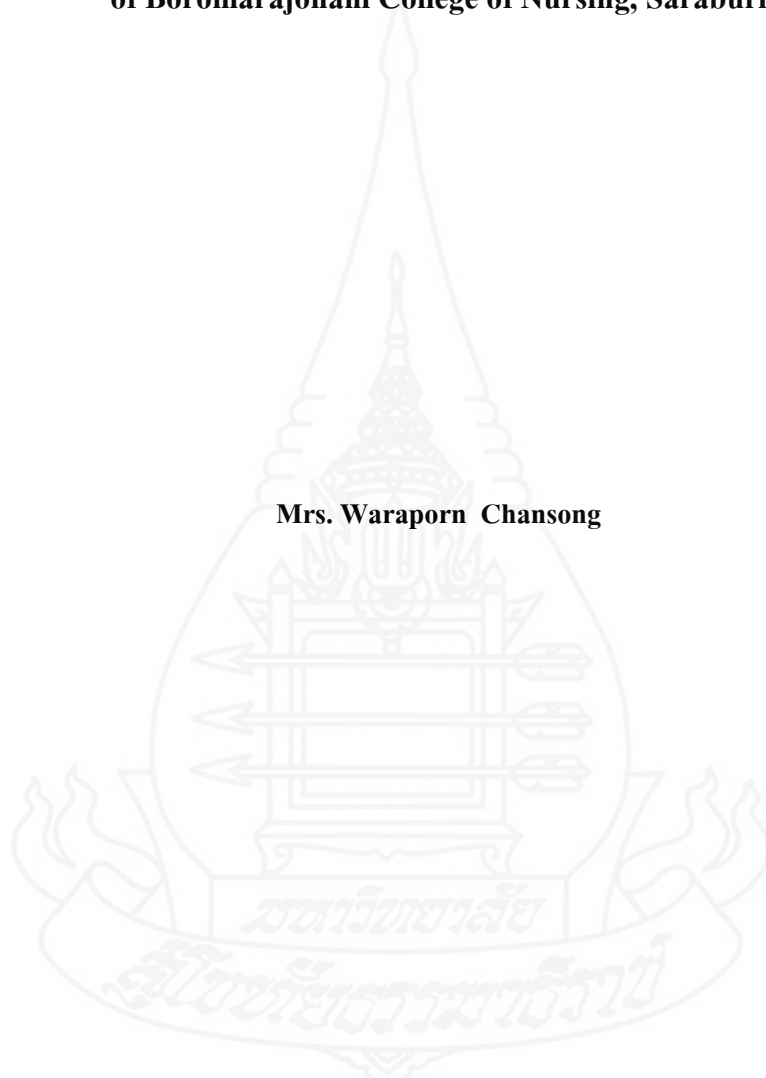 of Boromarajonani College of Nursing, Saraburi
Mrs. Waraporn Chansong
มหาวิทยาลัย
สุโขทัยธรรมาธิราช